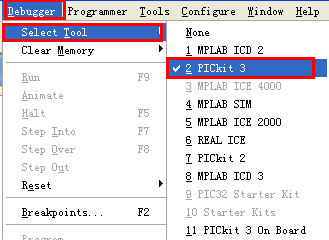 Debugger Programmer Tools Configure Window Help
Select Tool
Clear Memory
Run F9
Animate
Halt F5
Step Into F7
Step Over F8
Step Out
Reset
Breakpoints... F2
Program
None
1 MPLAB ICD 2
2 PICkit 3
3 MPLAB ICE 4000
4 MPLAB SIM
5 MPLAB ICE 2000
6 REAL ICE
7 PICkit 2
8 MPLAB ICD 3
9 PIC32 Starter Kit
10 Starter Kits
11 PICkit 3 On Board